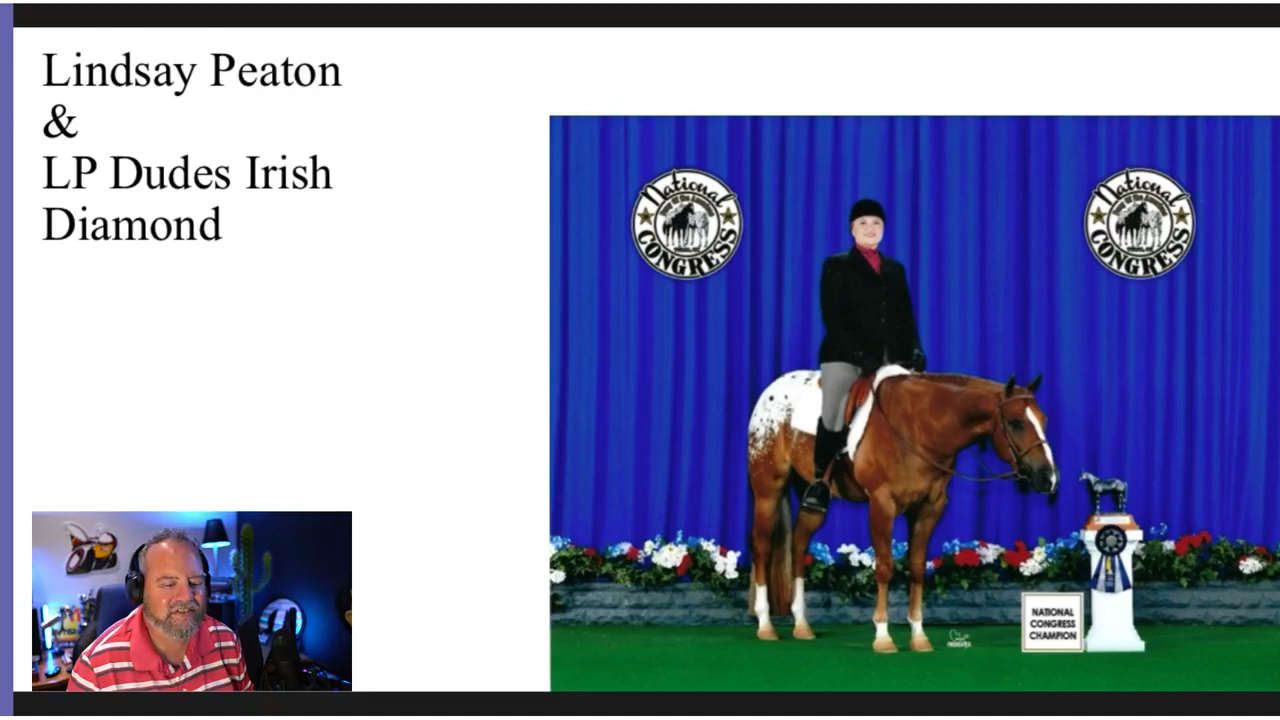 Lindsay Peaton
&
LP Dudes Irish
Diamond
National
CONGRESS
National
CONGRESS
NATIONAL
CONGRESS
CHAMPION